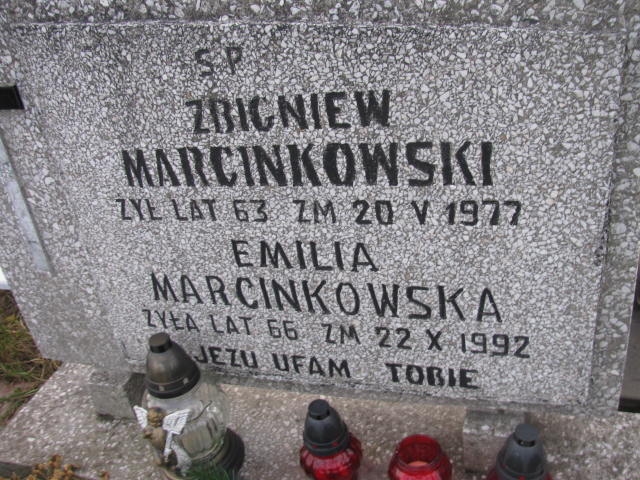 SP
ZBIGNIEW
MARCINKOWSKI
ŻYŁ LAT 63 ZM 20 V 1977
EMILIA
MARCINKOWSKA
ŻYŁA LAT 66 ZM 22 X 1992
JEZU UFAM TOBIE